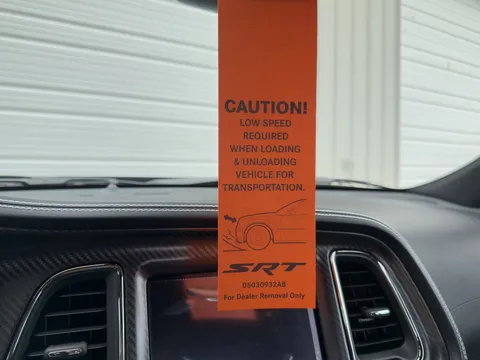 CAUTION!
LOW SPEED
REQUIRED
WHEN LOADING
& UNLOADING
VEHICLE FOR
TRANSPORTATION.
SRT
05030932AB
For Dealer Removal Only